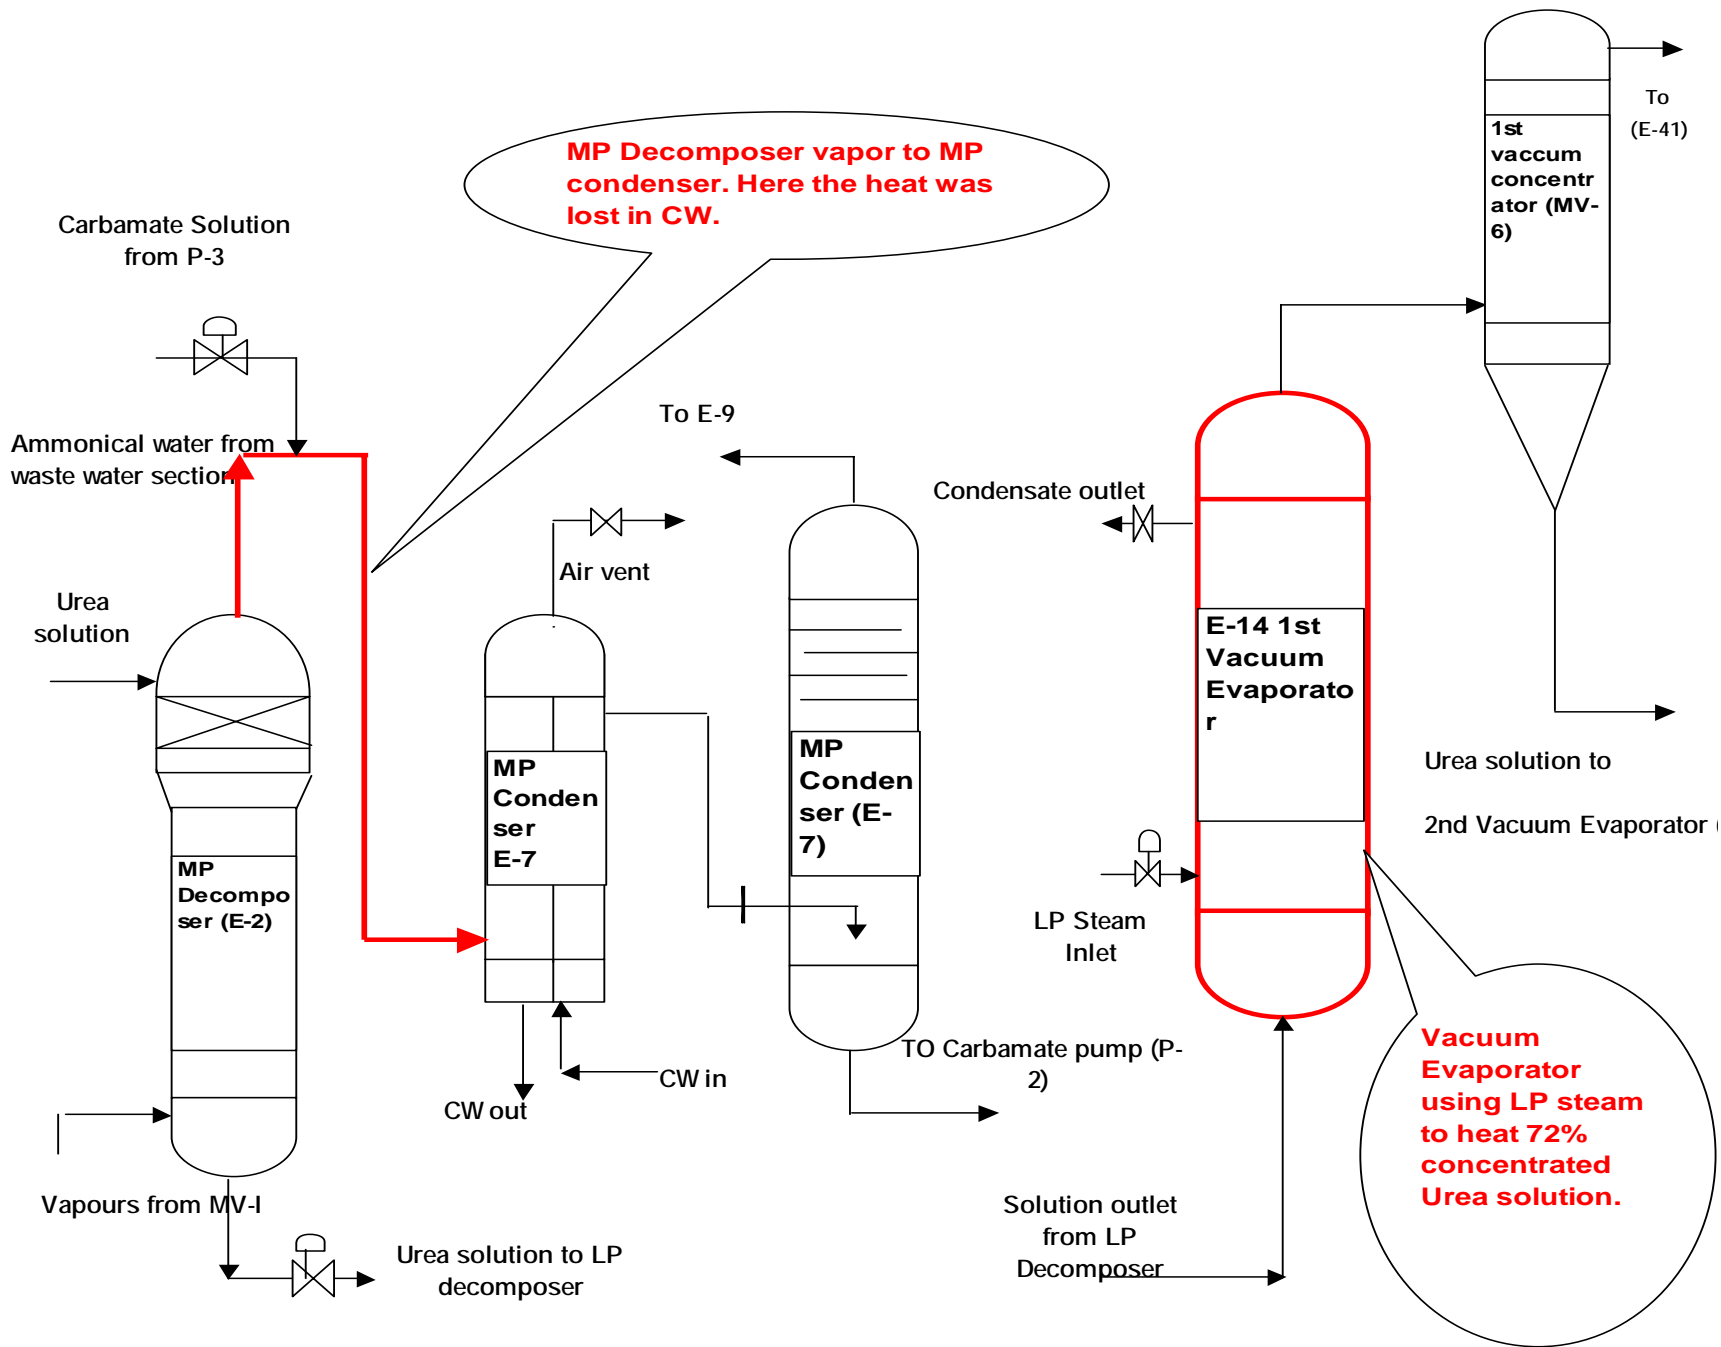 To
(E-41)
1st
vaccum
concentr
ator (MV-
6)
MP Decomposer vapor to MP
condenser. Here the heat was
lost in CW.
Carbamate Solution
from P-3
To E-9
Ammonical water from
waste water section
Condensate outlet
Air vent
Urea
solution
E-14 1st
Vacuum
Evaporato
r
MP
Conden
ser
E-7
MP
Conden
ser (E-
7)
Urea solution to
2nd Vacuum Evaporator (
MP
Decompo
ser (E-2)
LP Steam
Inlet
TO Carbamate pump (P-
2)
CW in
CW out
Vacuum
Evaporator
using LP steam
to heat 72%
concentrated
Urea solution.
Vapours from MV-I
Solution outlet
from LP
Decomposer
Urea solution to LP
decomposer